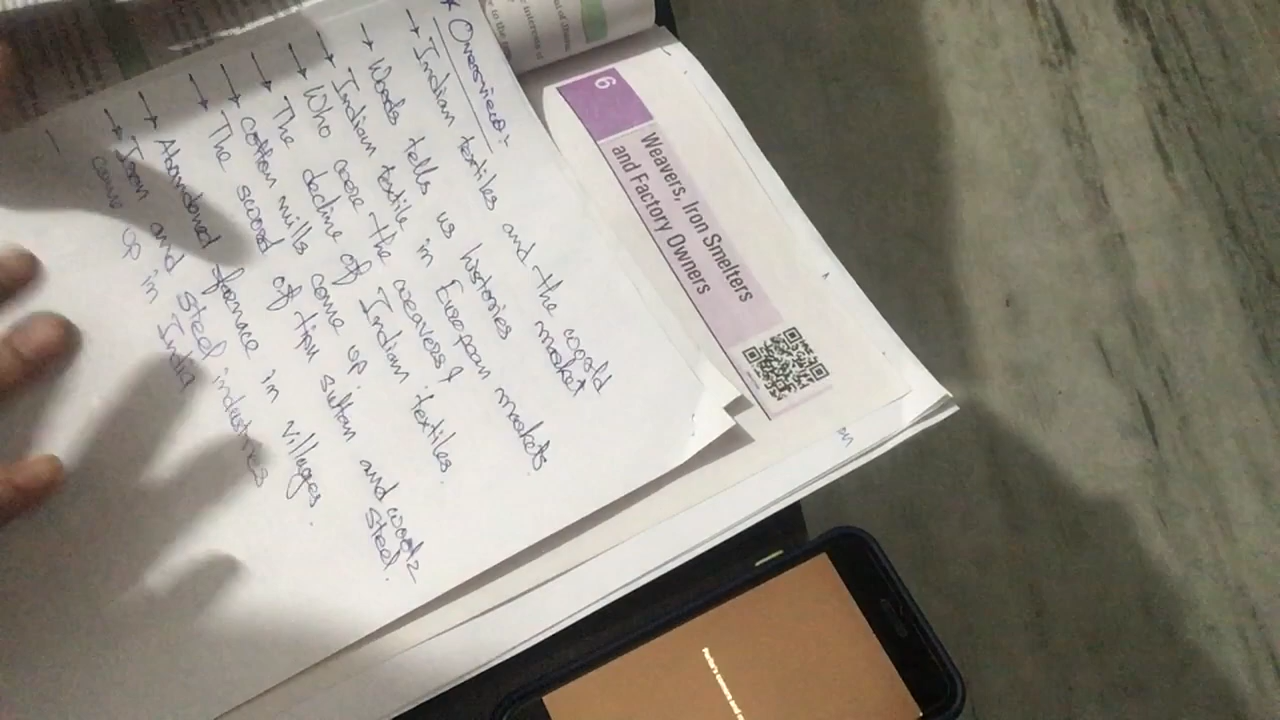 6
Weavers, Iron Smelters
and Factory Owners
* Overview:
→ Indian textiles and the world
market
→ Words tells us histories
→ Indian textile in European markets.
→ Who were the weavers?
→ The decline of Indian textiles.
→ cotton mills come up.
→ The sword of tipu sultan and wootz
steel.
→ Abandoned furnace in villages.
→ Iron and steel industries
come up in India